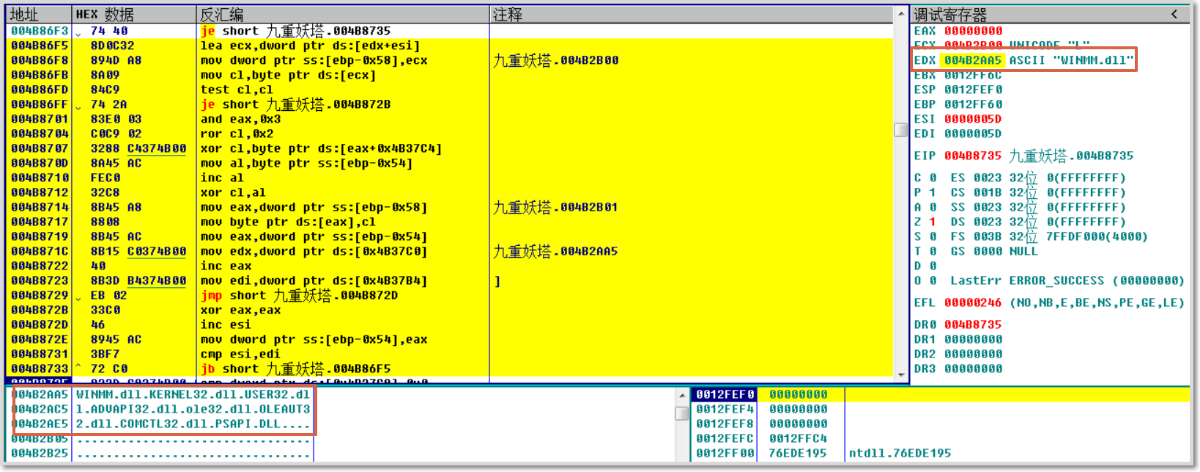 地址 HEX 数据 反汇编 注释
004B86F3 74 40 je short 九重妖塔.004B8735
004B86F5 8D0C32 lea ecx,dword ptr ds:[edx+esi]
004B86F8 894D A8 mov dword ptr ss:[ebp-0x58],ecx 九重妖塔.004B2B00
004B86FB 8A09 mov cl,byte ptr ds:[ecx]
004B86FD 84C9 test cl,cl
004B86FF 74 2A je short 九重妖塔.004B872B
004B8701 83E0 03 and eax,0x3
004B8704 C0C9 02 ror cl,0x2
004B8707 3288 C4374B00 xor cl,byte ptr ds:[eax+0x4B37C4]
004B870D 8A45 AC mov al,byte ptr ss:[ebp-0x54]
004B8710 FEC0 inc al
004B8712 32C8 xor cl,al
004B8714 8B45 A8 mov eax,dword ptr ss:[ebp-0x58] 九重妖塔.004B2B01
004B8717 8808 mov byte ptr ds:[eax],cl
004B8719 8B45 AC mov eax,dword ptr ss:[ebp-0x54]
004B871C 8B15 C0374B00 mov edx,dword ptr ds:[0x4B37C0] 九重妖塔.004B2AA5
004B8722 40 inc eax
004B8723 8B3D B4374B00 mov edi,dword ptr ds:[0x4B37B4] ]
004B8729 EB 02 jmp short 九重妖塔.004B872D
004B872B 33C0 xor eax,eax
004B872D 46 inc esi
004B872E 8945 AC mov dword ptr ss:[ebp-0x54],eax
004B8731 3BF7 cmp esi,edi
004B8733 72 C0 jb short 九重妖塔.004B86F5
调试寄存器 <
EAX 00000000
ECX 004B2B00 UNICODE "L"
EDX 004B2AA5 ASCII "WINMM.dll"
EBX 0012FF6C
ESP 0012FEF0
EBP 0012FF60
ESI 0000005D
EDI 0000005D
EIP 004B8735 九重妖塔.004B8735
C 0 ES 0023 32位 0(FFFFFFFF)
P 1 CS 001B 32位 0(FFFFFFFF)
A 0 SS 0023 32位 0(FFFFFFFF)
Z 1 DS 0023 32位 0(FFFFFFFF)
S 0 FS 003B 32位 7FFDF000(4000)
T 0 GS 0000 NULL
D 0
O 0 LastErr ERROR_SUCCESS (00000000)
EFL 00000246 (NO,NB,E,BE,NS,PE,GE,LE)
DR0 004B8735
DR1 00000000
DR2 00000000
DR3 00000000
004B2AA5 WINMM.dll.KERNEL32.dll.USER32.dl
004B2AC5 l.ADVAPI32.dll.ole32.dll.OLEAUT3
004B2AE5 2.dll.COMCTL32.dll.PSAPI.DLL....
004B2B05 ................................
004B2B25 ................................
0012FEF0 00000000
0012FEF4 00000000
0012FEF8 00000000
0012FEFC 0012FFC4
0012FF00 76EDE195 ntdll.76EDE195